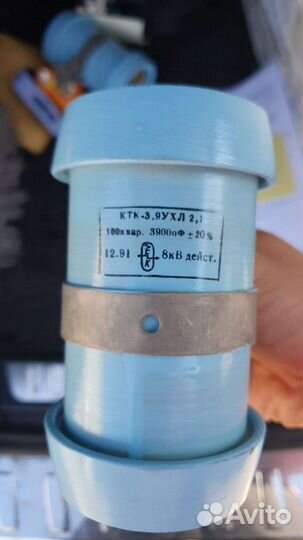 КТК-3,9УХЛ 2,1
100квар. 3900пФ ±20%
12.91 8кВ дейст.
Avito